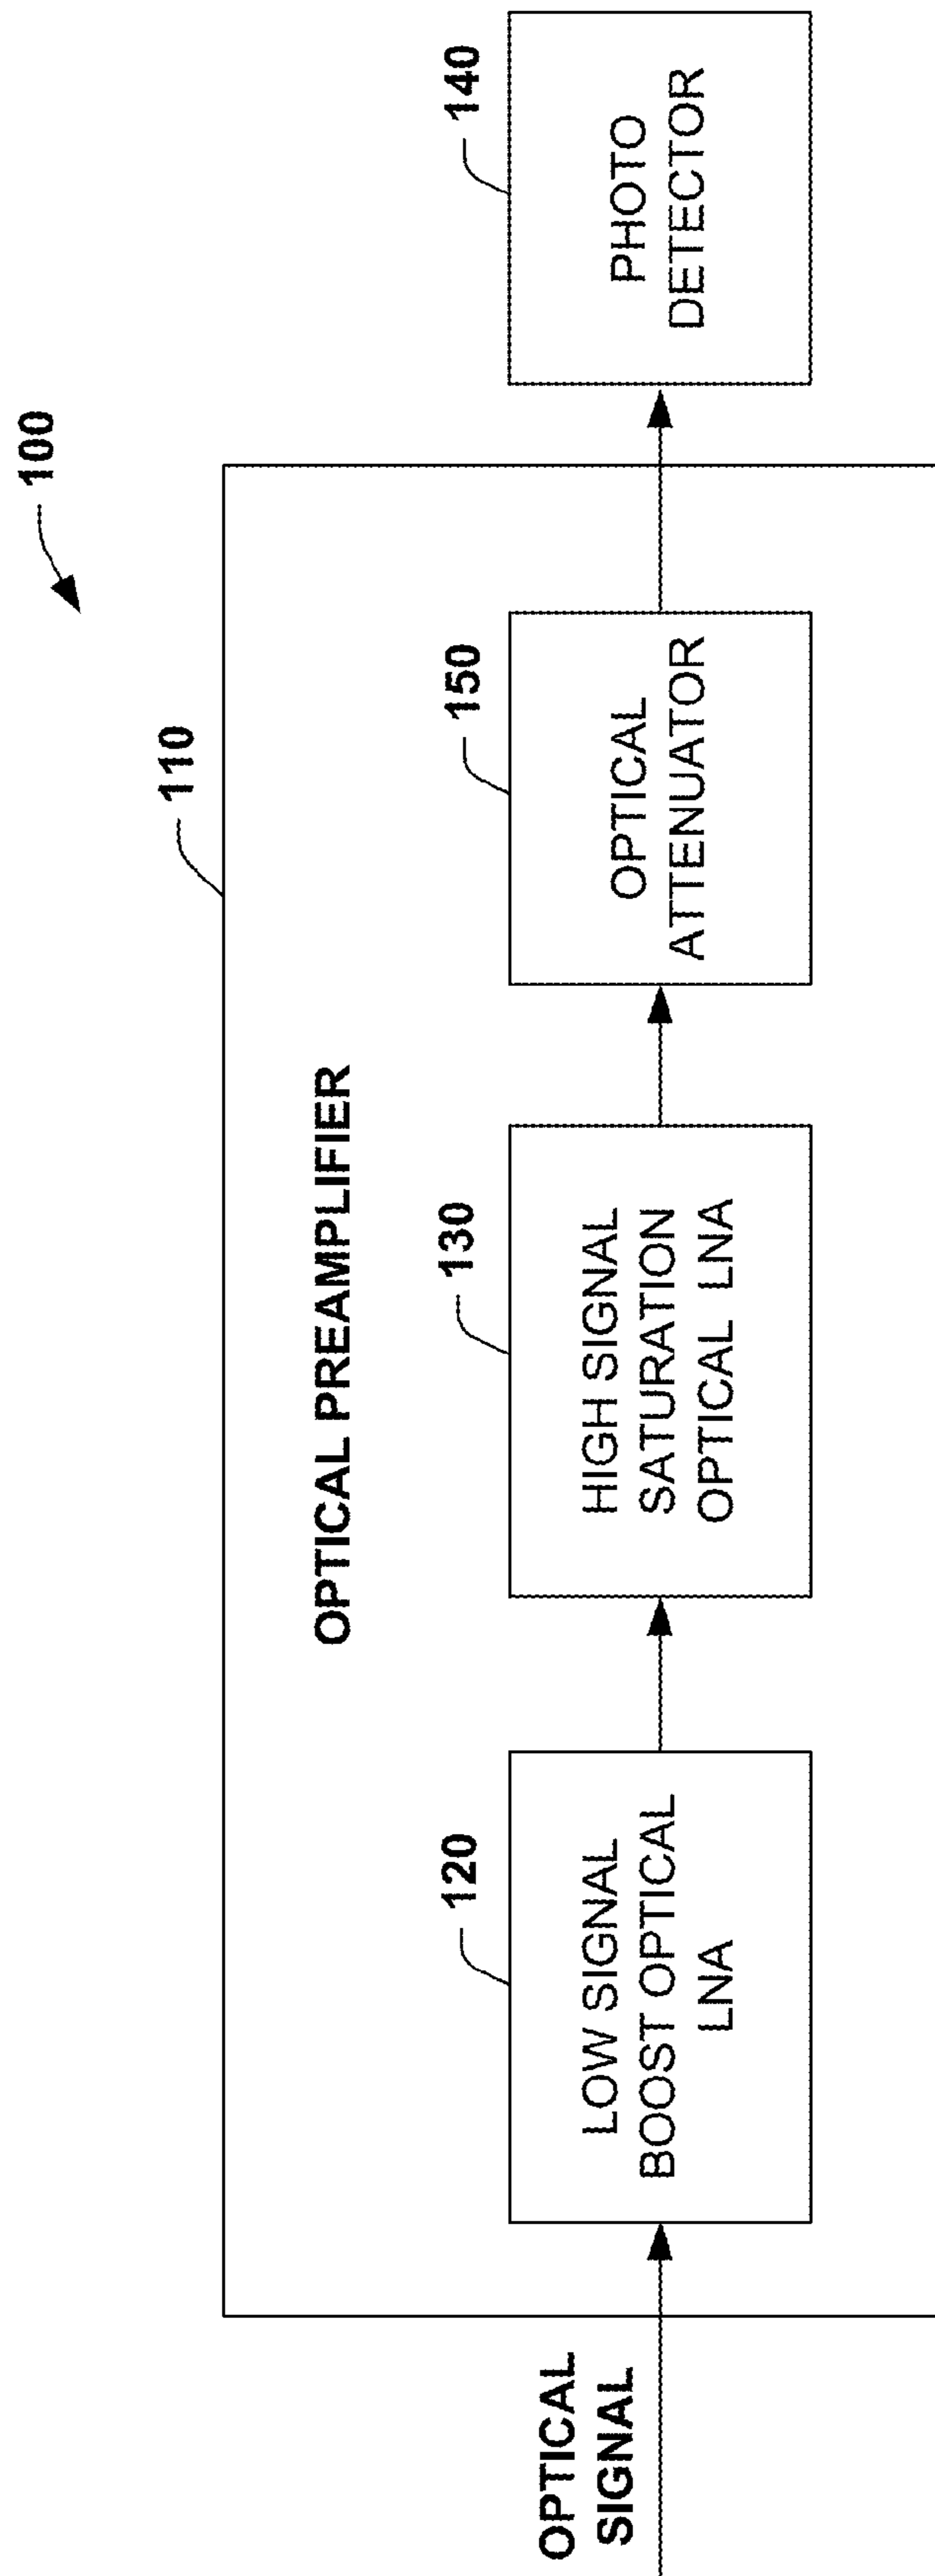 100
110
OPTICAL PREAMPLIFIER
OPTICAL
SIGNAL
120
LOW SIGNAL
BOOST OPTICAL
LNA
130
HIGH SIGNAL
SATURATION
OPTICAL LNA
150
OPTICAL
ATTENUATOR
140
PHOTO
DETECTOR